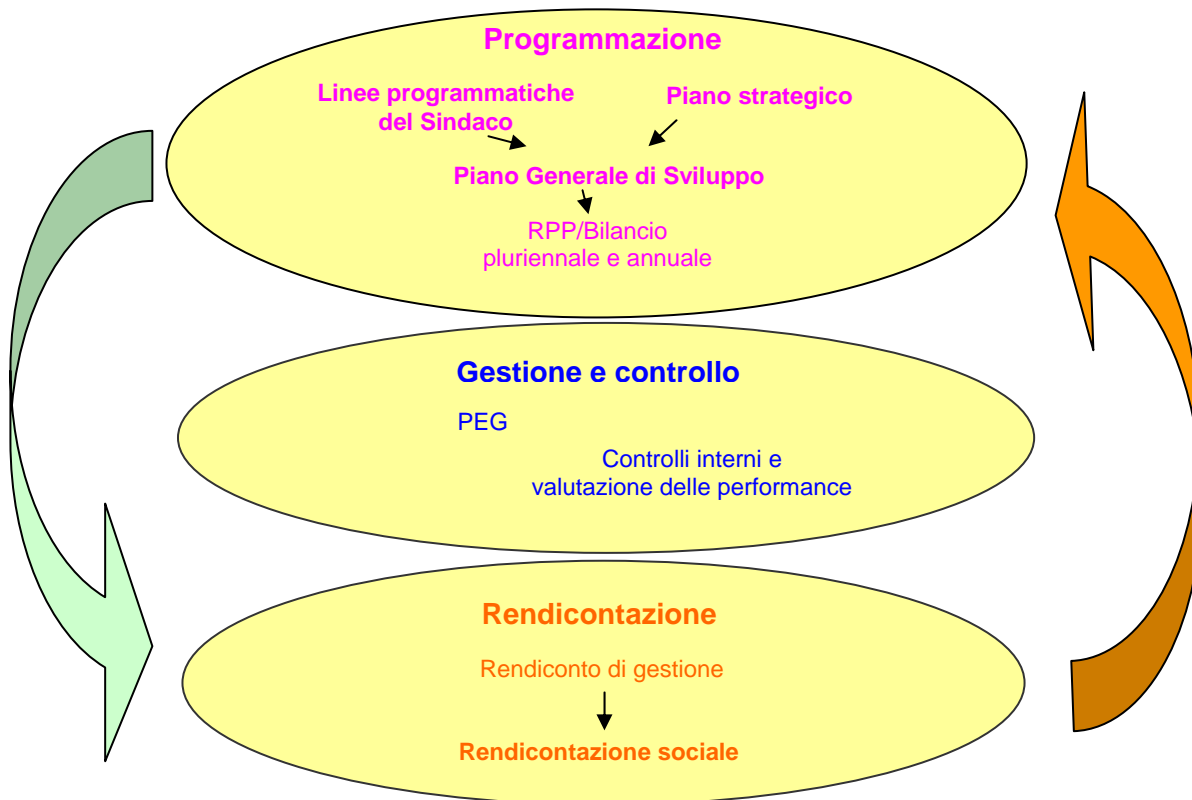 Programmazione
Linee programmatiche
del Sindaco
Piano strategico
Piano Generale di Sviluppo
RPP/Bilancio
pluriennale e annuale
Gestione e controllo
PEG
Controlli interni e
valutazione delle performance
Rendicontazione
Rendiconto di gestione
Rendicontazione sociale